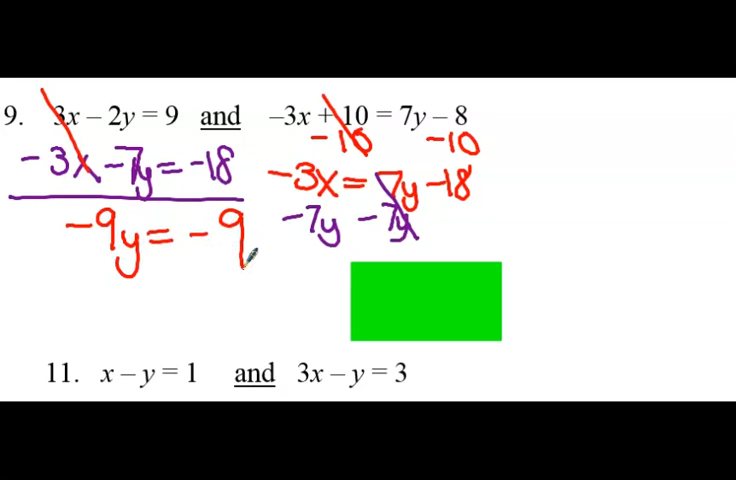 9. 3x – 2y = 9 and –3x + 10 = 7y – 8
– 10 –10
–3x –7y = –18 –3x = 7y –18
–9y = – 9 –7y – 7y
11. x – y = 1 and 3x – y = 3